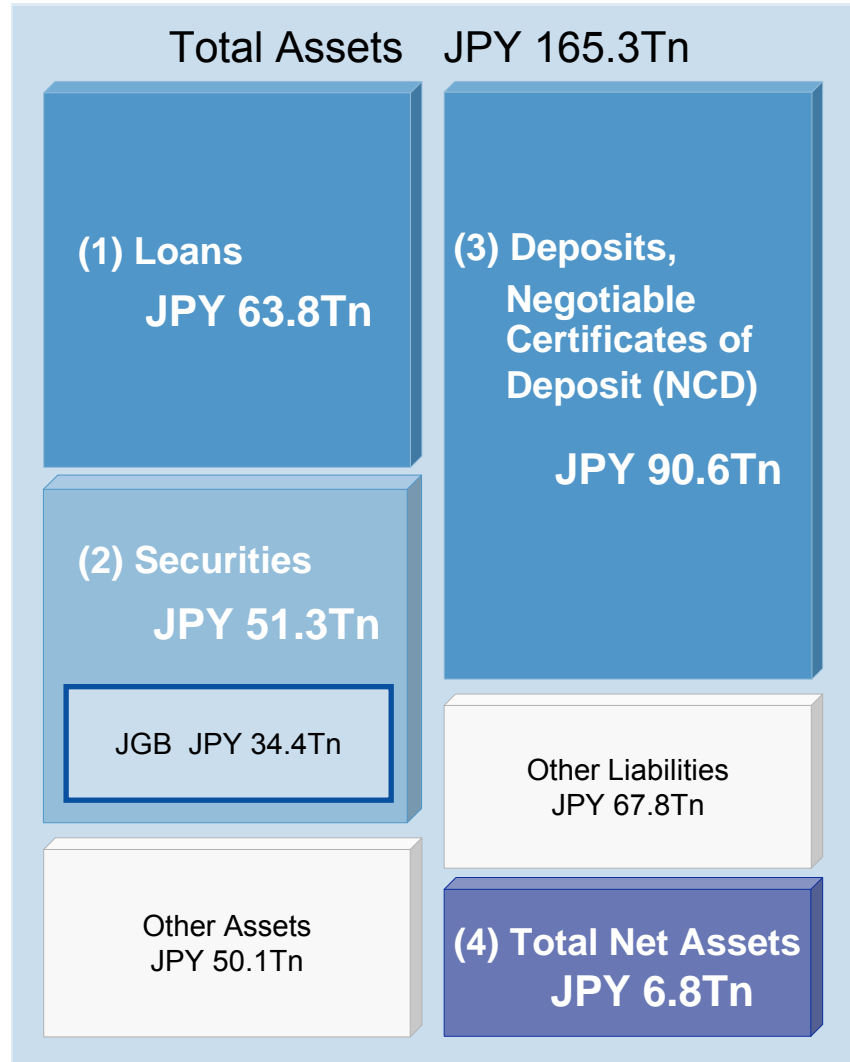 Total Assets JPY 165.3Tn
(1) Loans
JPY 63.8Tn
(2) Securities
JPY 51.3Tn
JGB JPY 34.4Tn
Other Assets
JPY 50.1Tn
(3) Deposits,
Negotiable
Certificates of
Deposit (NCD)
JPY 90.6Tn
Other Liabilities
JPY 67.8Tn
(4) Total Net Assets
JPY 6.8Tn